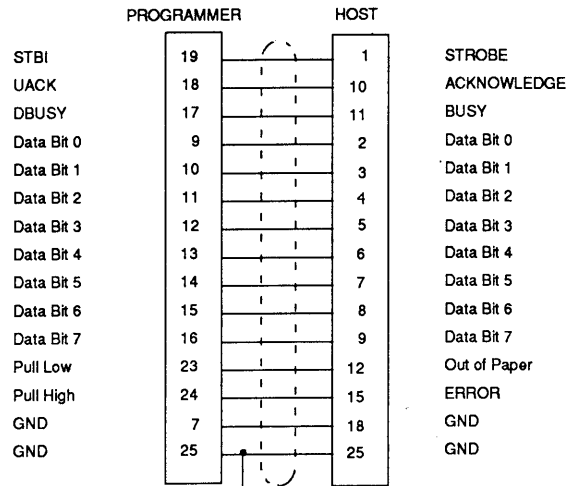 PROGRAMMER HOST
STBI 19 1 STROBE
UACK 18 10 ACKNOWLEDGE
DBUSY 17 11 BUSY
Data Bit 0 9 2 Data Bit 0
Data Bit 1 10 3 Data Bit 1
Data Bit 2 11 4 Data Bit 2
Data Bit 3 12 5 Data Bit 3
Data Bit 4 13 6 Data Bit 4
Data Bit 5 14 7 Data Bit 5
Data Bit 6 15 8 Data Bit 6
Data Bit 7 16 9 Data Bit 7
Pull Low 23 12 Out of Paper
Pull High 24 15 ERROR
GND 7 18 GND
GND 25 25 GND